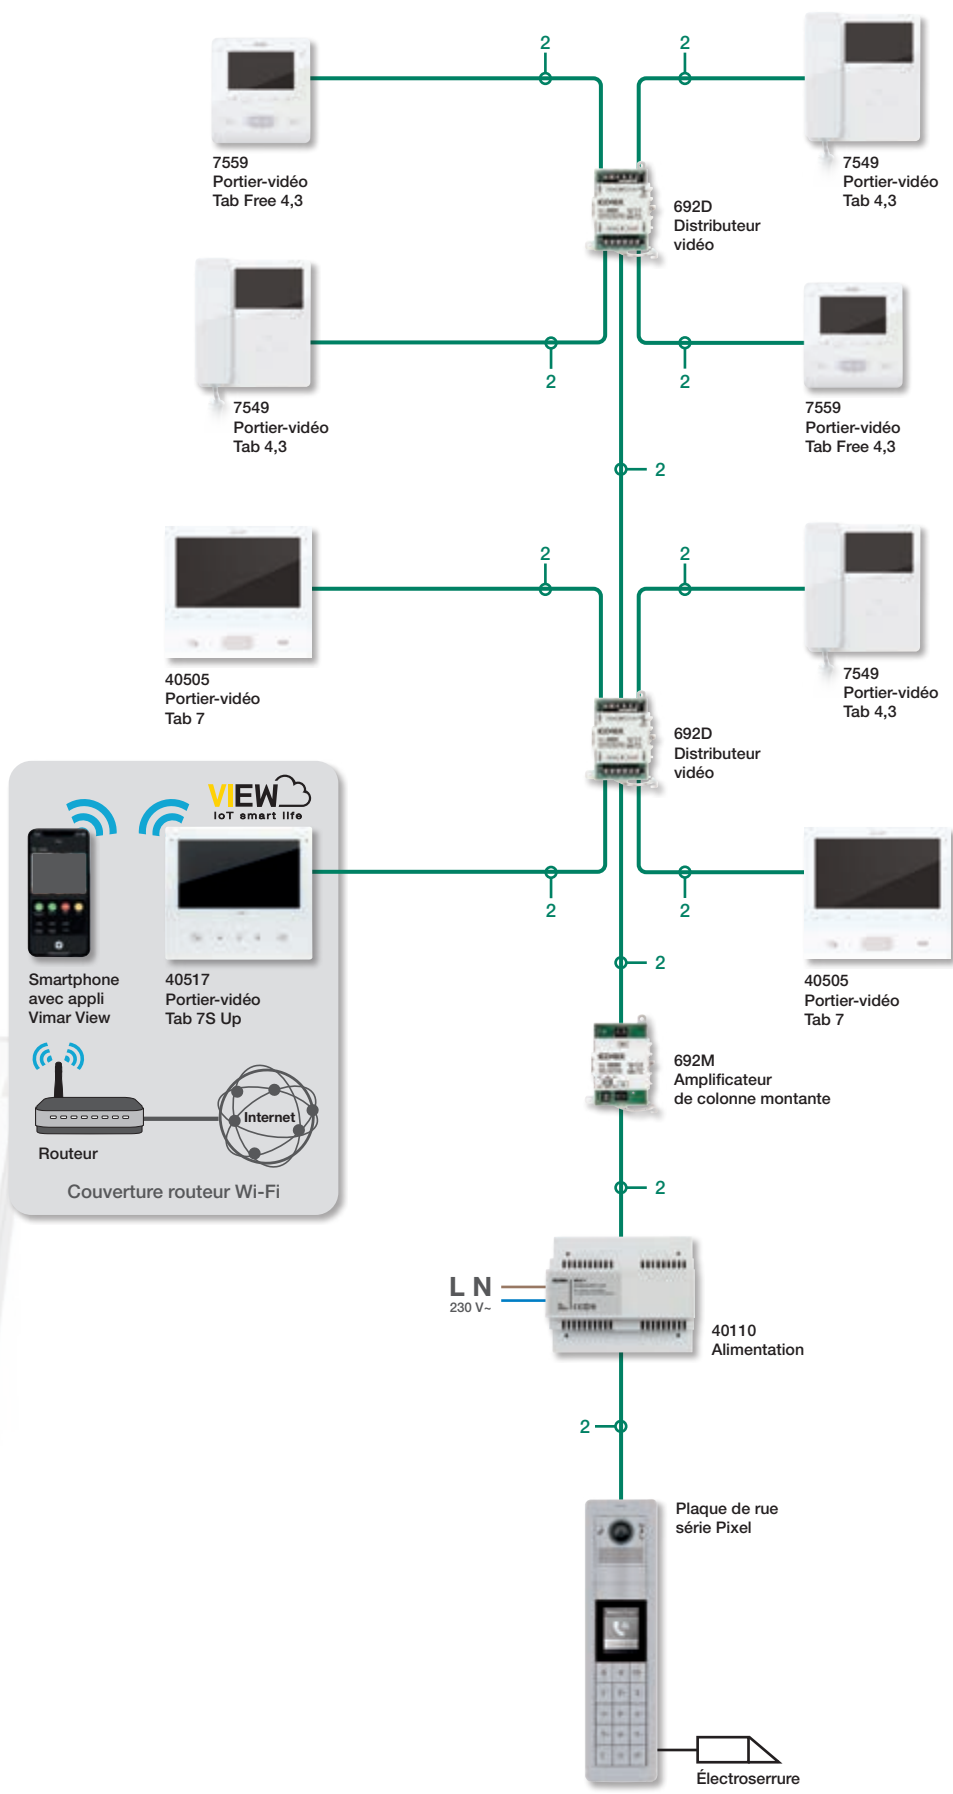 2
2
7559
Portier-vidéo
Tab Free 4,3
7549
Portier-vidéo
Tab 4,3
692D
Distributeur
vidéo
2
2
7549
Portier-vidéo
Tab 4,3
7559
Portier-vidéo
Tab Free 4,3
2
2
2
40505
Portier-vidéo
Tab 7
7549
Portier-vidéo
Tab 4,3
692D
Distributeur
vidéo
VIEW
IoT smart life
2
2
Smartphone
avec appli
Vimar View
40517
Portier-vidéo
Tab 7S Up
2
40505
Portier-vidéo
Tab 7
692M
Amplificateur
de colonne montante
Internet
Routeur
Couverture routeur Wi-Fi
2
L N
230 V~
40110
Alimentation
2
Plaque de rue
série Pixel
Électroserrure